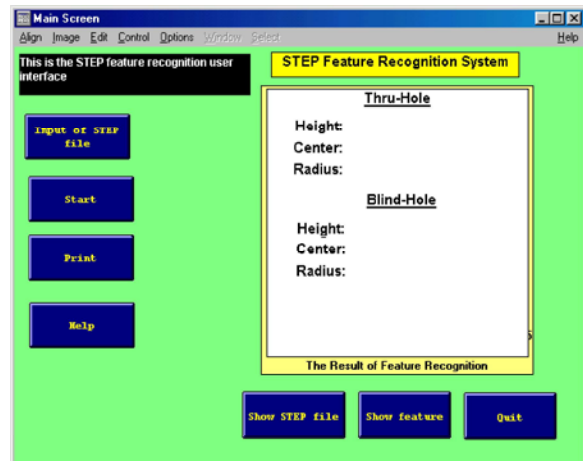 Main Screen
Align Image Edit Control Options Window Select Help
This is the STEP feature recognition user
interface
STEP Feature Recognition System
Input of STEP
file
Start
Print
Help
Thru-Hole
Height:
Center:
Radius:
Blind-Hole
Height:
Center:
Radius:
The Result of Feature Recognition
Show STEP file
Show feature
Quit